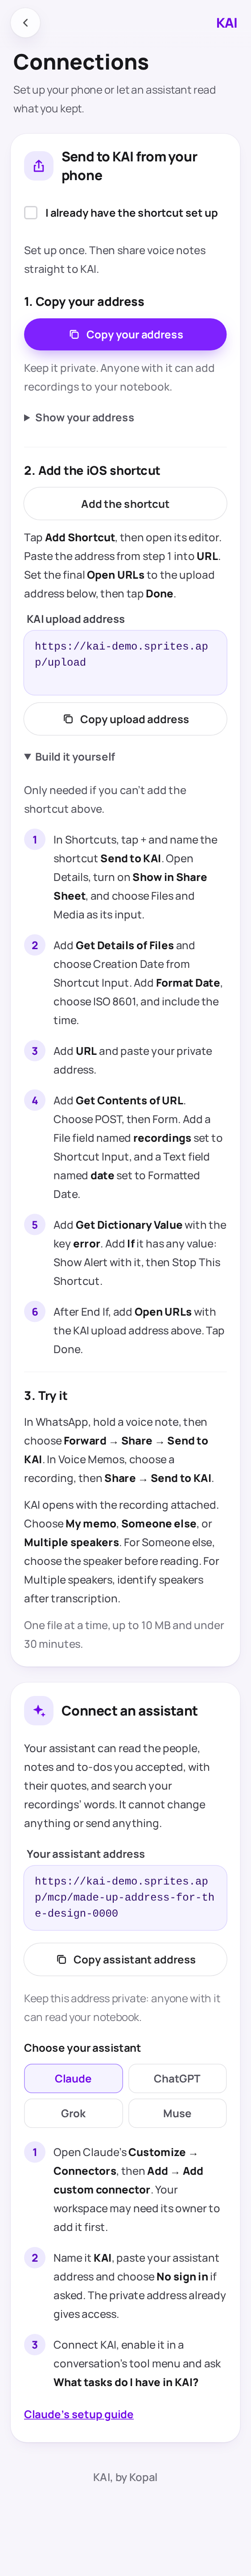 KAI
Connections
Set up your phone or let an assistant read
what you kept.
Send to KAI from your
phone
I already have the shortcut set up
Set up once. Then share voice notes
straight to KAI.
1. Copy your address
Copy your address
Keep it private. Anyone with it can add
recordings to your notebook.
Show your address
2. Add the iOS shortcut
Add the shortcut
Tap Add Shortcut, then open its editor.
Paste the address from step 1 into URL.
Set the final Open URLs to the upload
address below, then tap Done.
KAI upload address
https://kai-demo.sprites.ap
p/upload
Copy upload address
Build it yourself
Only needed if you can't add the
shortcut above.
1
In Shortcuts, tap + and name the
shortcut Send to KAI. Open
Details, turn on Show in Share
Sheet, and choose Files and
Media as its input.
2
Add Get Details of Files and
choose Creation Date from
Shortcut Input. Add Format Date,
choose ISO 8601, and include the
time.
3
Add URL and paste your private
address.
4
Add Get Contents of URL.
Choose POST, then Form. Add a
File field named recordings set to
Shortcut Input, and a Text field
named date set to Formatted
Date.
5
Add Get Dictionary Value with the
key error. Add If it has any value:
Show Alert with it, then Stop This
Shortcut.
6
After End If, add Open URLs with
the KAI upload address above. Tap
Done.
3. Try it
In WhatsApp, hold a voice note, then
choose Forward → Share → Send to
KAI. In Voice Memos, choose a
recording, then Share → Send to KAI.
KAI opens with the recording attached.
Choose My memo, Someone else, or
Multiple speakers. For Someone else,
choose the speaker before reading. For
Multiple speakers, identify speakers
after transcription.
One file at a time, up to 10 MB and under
30 minutes.
Connect an assistant
Your assistant can read the people,
notes and to-dos you accepted, with
their quotes, and search your
recordings' words. It cannot change
anything or send anything.
Your assistant address
https://kai-demo.sprites.ap
p/mcp/made-up-address-for-th
e-design-0000
Copy assistant address
Keep this address private: anyone with it
can read your notebook.
Choose your assistant
Claude
ChatGPT
Grok
Muse
1
Open Claude's Customize →
Connectors, then Add → Add
custom connector. Your
workspace may need its owner to
add it first.
2
Name it KAI, paste your assistant
address and choose No sign in if
asked. The private address already
gives access.
3
Connect KAI, enable it in a
conversation's tool menu and ask
What tasks do I have in KAI?
Claude's setup guide
KAI, by Kopal